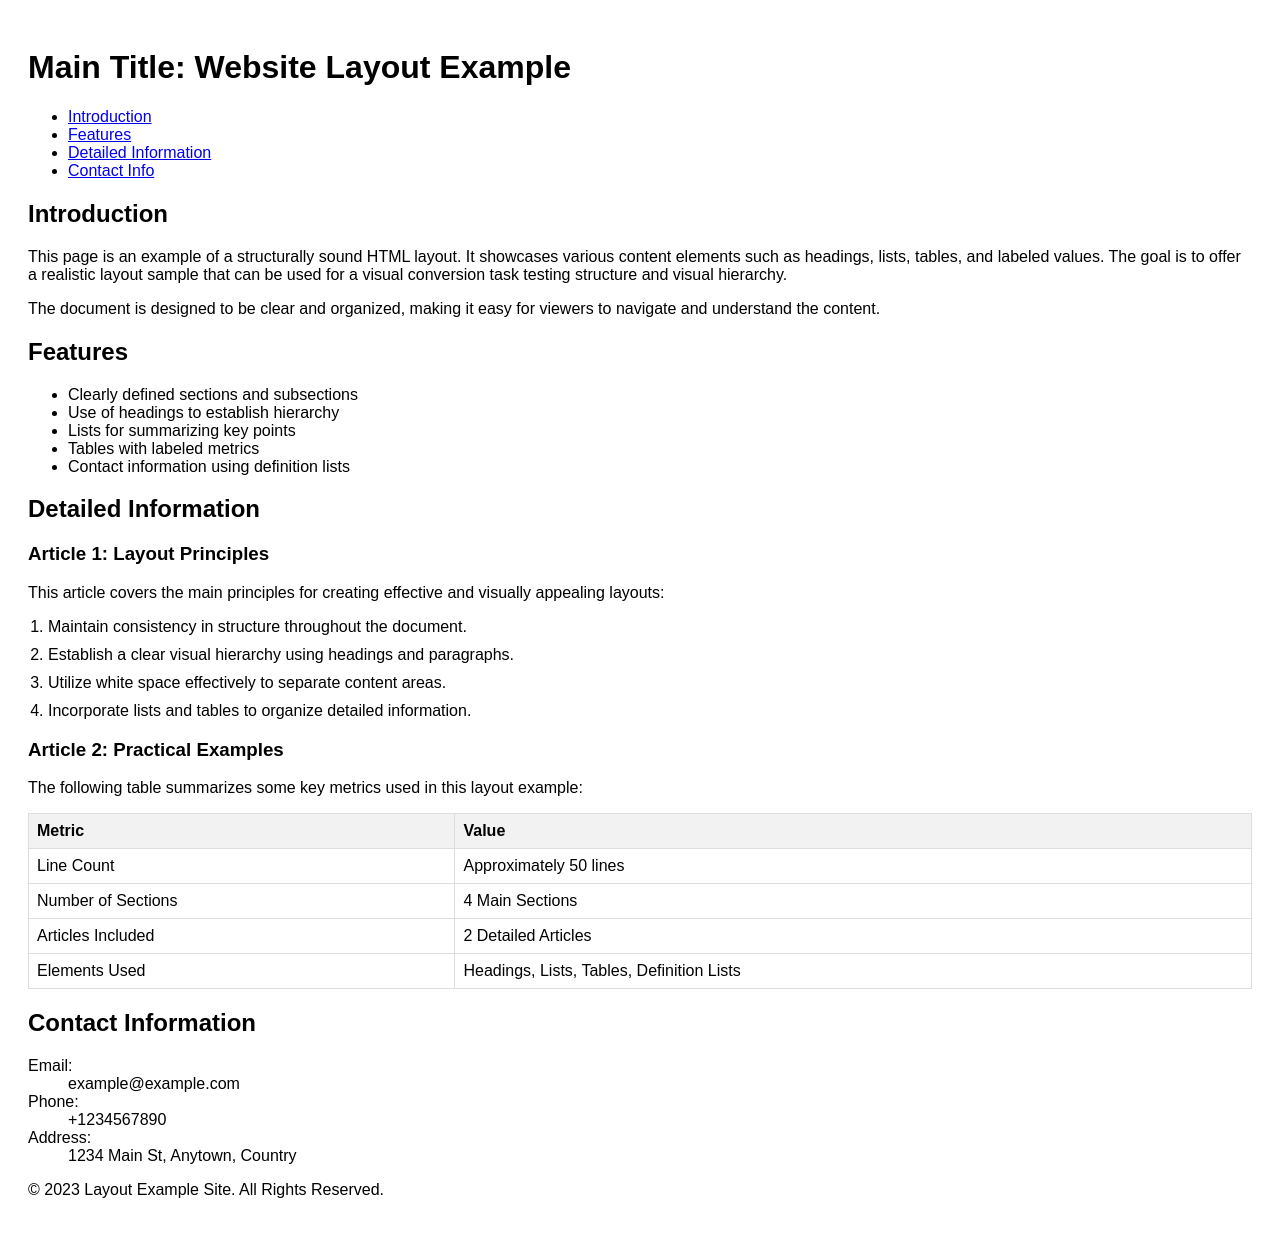 Main Title: Website Layout Example
Introduction
Features
Detailed Information
Contact Info
Introduction
This page is an example of a structurally sound HTML layout. It showcases various content elements such as headings, lists, tables, and labeled values. The goal is to offer
a realistic layout sample that can be used for a visual conversion task testing structure and visual hierarchy.
The document is designed to be clear and organized, making it easy for viewers to navigate and understand the content.
Features
Clearly defined sections and subsections
Use of headings to establish hierarchy
Lists for summarizing key points
Tables with labeled metrics
Contact information using definition lists
Detailed Information
Article 1: Layout Principles
This article covers the main principles for creating effective and visually appealing layouts:
1. Maintain consistency in structure throughout the document.
2. Establish a clear visual hierarchy using headings and paragraphs.
3. Utilize white space effectively to separate content areas.
4. Incorporate lists and tables to organize detailed information.
Article 2: Practical Examples
The following table summarizes some key metrics used in this layout example:
Metric Value
Line Count Approximately 50 lines
Number of Sections 4 Main Sections
Articles Included 2 Detailed Articles
Elements Used Headings, Lists, Tables, Definition Lists
Contact Information
Email:
example@example.com
Phone:
+1234567890
Address:
1234 Main St, Anytown, Country
© 2023 Layout Example Site. All Rights Reserved.